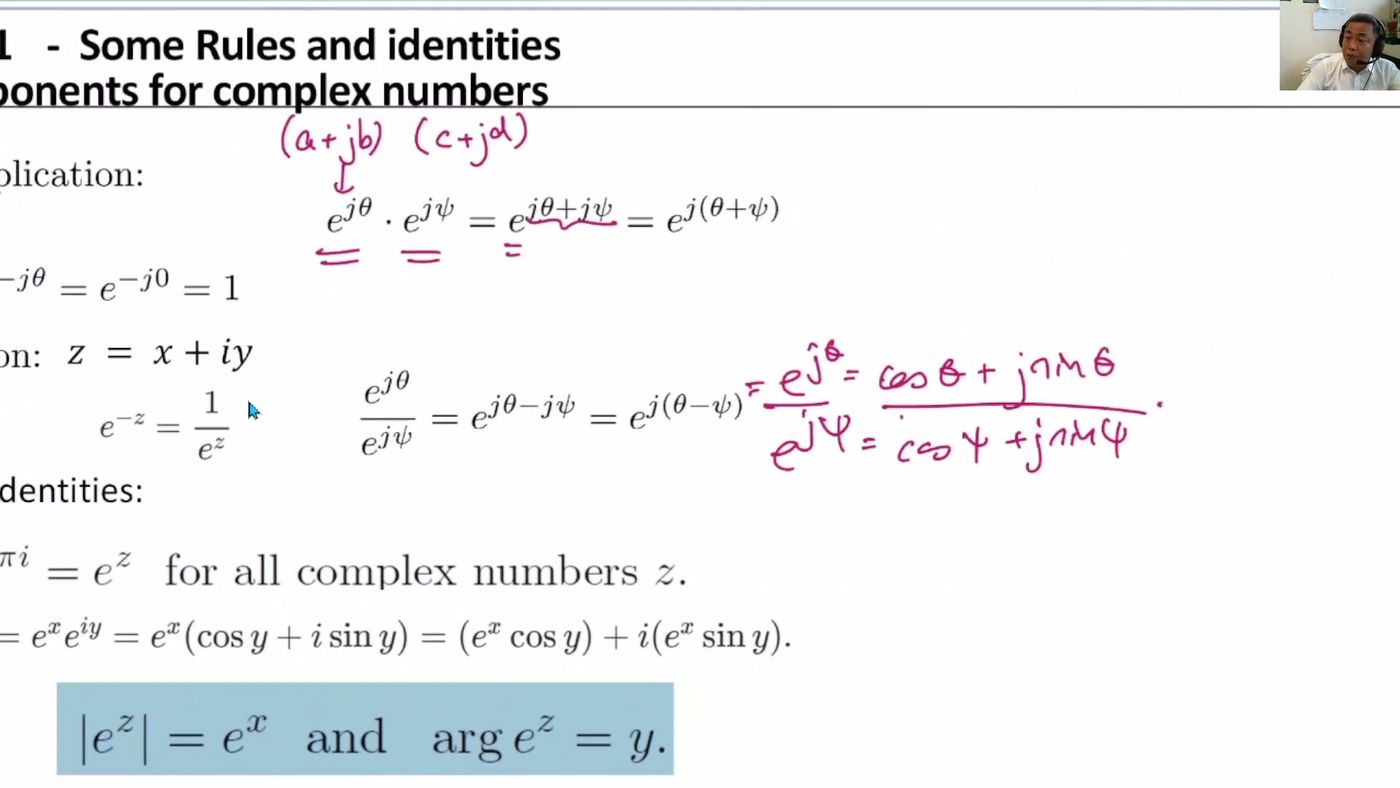 1 - Some Rules and identities
ponents for complex numbers
(a+jb) (c+jd)
plication:
e^{jθ} · e^{jψ} = e^{jθ+jψ} = e^{j(θ+ψ)}
−jθ = e^{−j0} = 1
on: z = x + iy
e^{−z} = 1/e^z
e^{jθ}/e^{jψ} = e^{jθ−jψ} = e^{j(θ−ψ)} = e^{jθ}/e^{jψ} = (cos θ + j sin θ)/(cos ψ + j sin ψ).
dentities:
πi = e^z for all complex numbers z.
= e^x e^{iy} = e^x(cos y + i sin y) = (e^x cos y) + i(e^x sin y).
|e^z| = e^x and arg e^z = y.